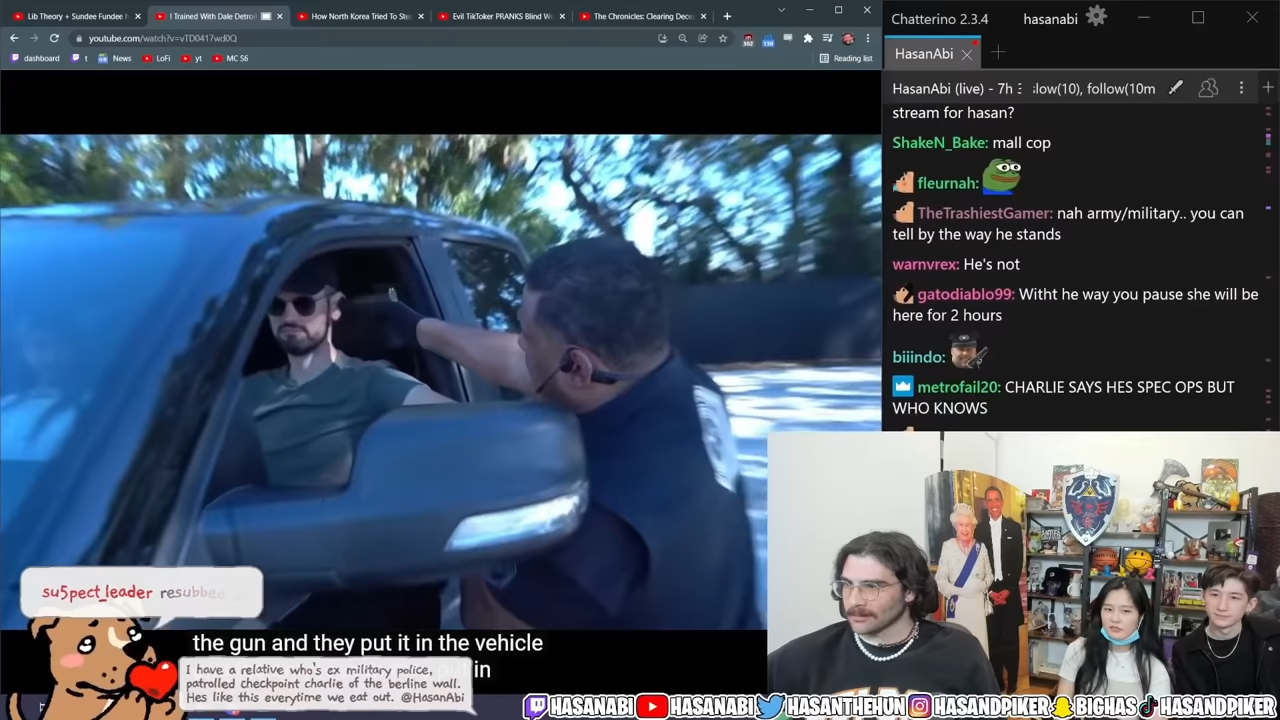 Lib Theory + Sundee Fundee
I Trained With Dale Detroi
How North Korea Tried To Ste
Evil TikToker PRANKS Blind W
The Chronicles: Clearing Dece
youtube.com/watch?v=vTD0417wd0Q
302
130
dashboard
t
News
LoFi
yt
MC S6
Reading list
Chatterino 2.3.4
hasanabi
HasanAbi
HasanAbi (live) - 7h
slow(10), follow(10m
stream for hasan?
ShakeN_Bake: mall cop
fleurnah:
TheTrashiestGamer: nah army/military.. you can
tell by the way he stands
warnvrex: He's not
gatodiablo99: Witht he way you pause she will be
here for 2 hours
biiindo:
metrofail20: CHARLIE SAYS HES SPEC OPS BUT
WHO KNOWS
su5pect_leader resubbed
the gun and they put it in the vehicle
in
I have a relative who's ex military police,
patrolled checkpoint charlie of the berline wall.
Hes like this everytime we eat out. @HasanAbi
HASANABI HASANABI HASANTHEHUN HASANDPIKER BIGHAS HASANDPIKER